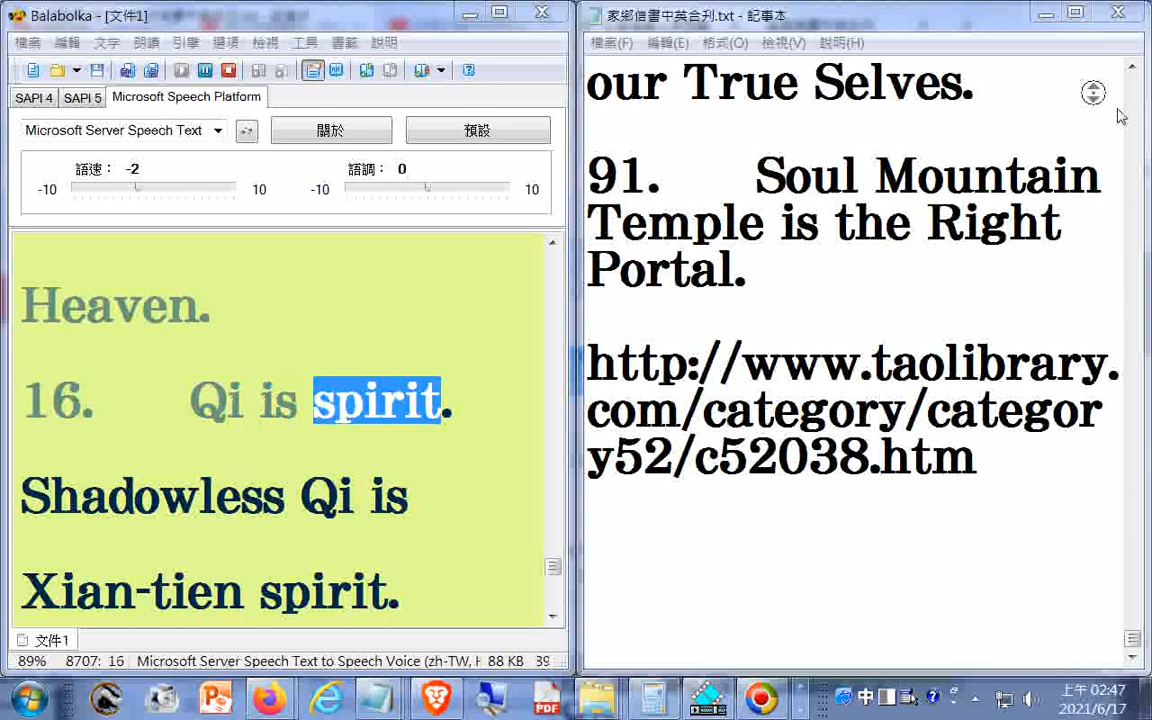 Balabolka - [文件1]
檔案 編輯 文字 朗讀 引擎 選項 檢視 工具 書籤 說明
SAPI 4 SAPI 5 Microsoft Speech Platform
Microsoft Server Speech Text 關於 預設
語速： -2 語調： 0
-10 10 -10 10
Heaven.
16. Qi is spirit.
Shadowless Qi is
Xian-tien spirit.
文件1
89% 8707: 16 Microsoft Server Speech Text to Speech Voice (zh-TW, H 88 KB 39
家鄉信書中英合刋.txt - 記事本
檔案(F) 編輯(E) 格式(O) 檢視(V) 說明(H)
our True Selves.
91. Soul Mountain
Temple is the Right
Portal.
http://www.taolibrary.
com/category/categor
y52/c52038.htm
PDF
中
上午 02:47
2021/6/17